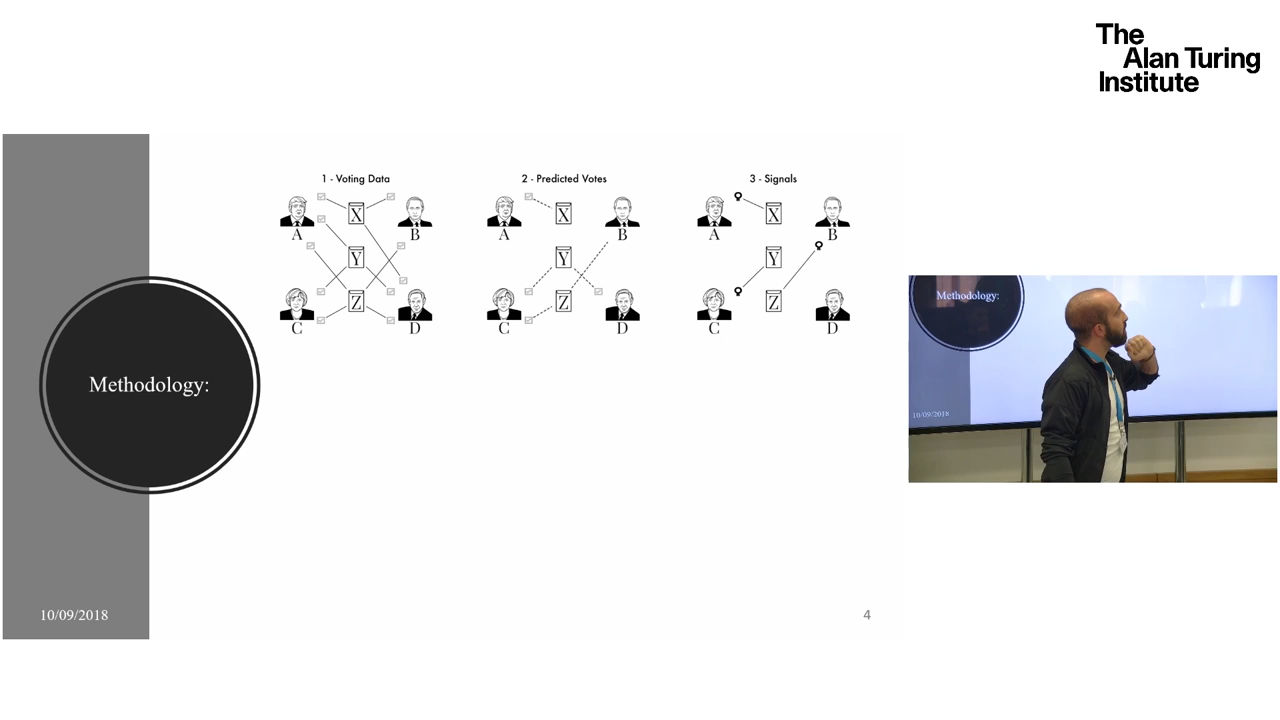 The
Alan Turing
Institute
1 - Voting Data
2 - Predicted Votes
3 - Signals
X
A
B
Y
Z
C
D
X
A
B
Y
Z
C
D
X
A
B
Y
Z
C
D
Methodology:
10/09/2018
4
Methodology:
10/09/2018